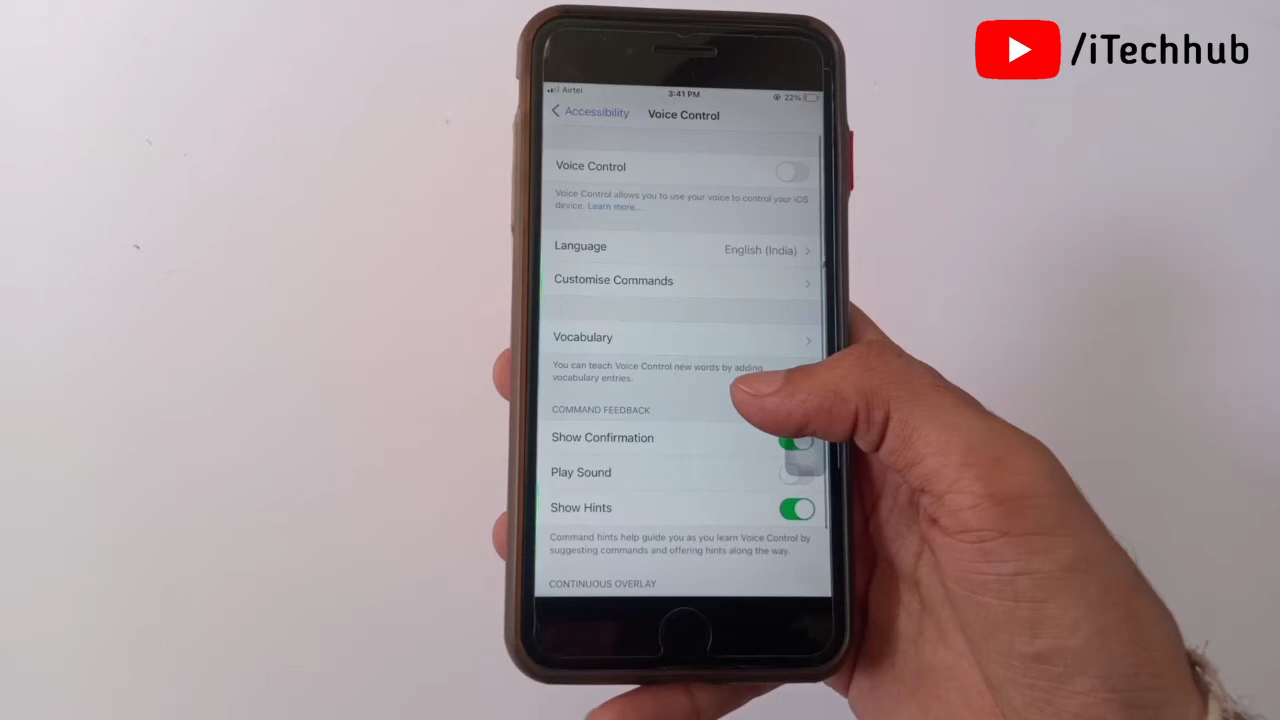 /iTechhub
Airtel
3:41 PM
22%
Accessibility
Voice Control
Voice Control
Voice Control allows you to use your voice to control your iOS
device. Learn more...
Language
English (India)
Customise Commands
Vocabulary
You can teach Voice Control new words by adding
vocabulary entries.
COMMAND FEEDBACK
Show Confirmation
Play Sound
Show Hints
Command hints help guide you as you learn Voice Control by
suggesting commands and offering hints along the way.
CONTINUOUS OVERLAY